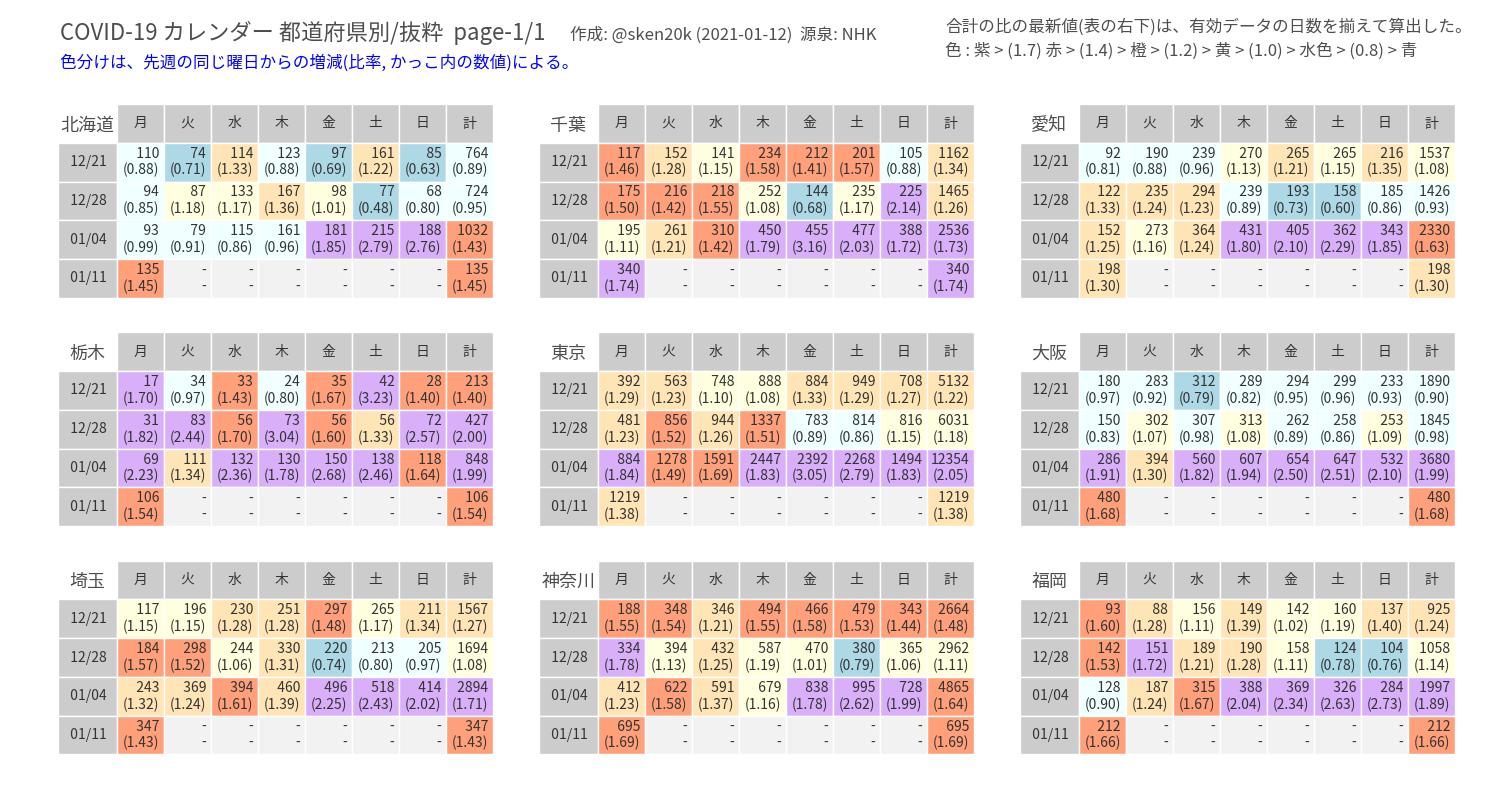 COVID-19 カレンダー 都道府県別/抜粋 page-1/1 作成: @sken20k (2021-01-12) 源泉: NHK
色分けは、先週の同じ曜日からの増減(比率, かっこ内の数値)による。
合計の比の最新値(表の右下)は、有効データの日数を揃えて算出した。
色 : 紫 > (1.7) 赤 > (1.4) 橙 > (1.2) 黄 > (1.0) > 水色 > (0.8) > 青
北海道 月 火 水 木 金 土 日 計
12/21 110 74 114 123 97 161 85 764
(0.88) (0.71) (1.33) (0.88) (0.69) (1.22) (0.63) (0.89)
12/28 94 87 133 167 98 77 68 724
(0.85) (1.18) (1.17) (1.36) (1.01) (0.48) (0.80) (0.95)
01/04 93 79 115 161 181 215 188 1032
(0.99) (0.91) (0.86) (0.96) (1.85) (2.79) (2.76) (1.43)
01/11 135 - - - - - - 135
(1.45) - - - - - - (1.45)
千葉 月 火 水 木 金 土 日 計
12/21 117 152 141 234 212 201 105 1162
(1.46) (1.28) (1.15) (1.58) (1.41) (1.57) (0.88) (1.34)
12/28 175 216 218 252 144 235 225 1465
(1.50) (1.42) (1.55) (1.08) (0.68) (1.17) (2.14) (1.26)
01/04 195 261 310 450 455 477 388 2536
(1.11) (1.21) (1.42) (1.79) (3.16) (2.03) (1.72) (1.73)
01/11 340 - - - - - - 340
(1.74) - - - - - - (1.74)
愛知 月 火 水 木 金 土 日 計
12/21 92 190 239 270 265 265 216 1537
(0.81) (0.88) (0.96) (1.13) (1.21) (1.15) (1.35) (1.08)
12/28 122 235 294 239 193 158 185 1426
(1.33) (1.24) (1.23) (0.89) (0.73) (0.60) (0.86) (0.93)
01/04 152 273 364 431 405 362 343 2330
(1.25) (1.16) (1.24) (1.80) (2.10) (2.29) (1.85) (1.63)
01/11 198 - - - - - - 198
(1.30) - - - - - - (1.30)
栃木 月 火 水 木 金 土 日 計
12/21 17 34 33 24 35 42 28 213
(1.70) (0.97) (1.43) (0.80) (1.67) (3.23) (1.40) (1.40)
12/28 31 83 56 73 56 56 72 427
(1.82) (2.44) (1.70) (3.04) (1.60) (1.33) (2.57) (2.00)
01/04 69 111 132 130 150 138 118 848
(2.23) (1.34) (2.36) (1.78) (2.68) (2.46) (1.64) (1.99)
01/11 106 - - - - - - 106
(1.54) - - - - - - (1.54)
東京 月 火 水 木 金 土 日 計
12/21 392 563 748 888 884 949 708 5132
(1.29) (1.23) (1.10) (1.08) (1.33) (1.29) (1.27) (1.22)
12/28 481 856 944 1337 783 814 816 6031
(1.23) (1.52) (1.26) (1.51) (0.89) (0.86) (1.15) (1.18)
01/04 884 1278 1591 2447 2392 2268 1494 12354
(1.84) (1.49) (1.69) (1.83) (3.05) (2.79) (1.83) (2.05)
01/11 1219 - - - - - - 1219
(1.38) - - - - - - (1.38)
大阪 月 火 水 木 金 土 日 計
12/21 180 283 312 289 294 299 233 1890
(0.97) (0.92) (0.79) (0.82) (0.95) (0.96) (0.93) (0.90)
12/28 150 302 307 313 262 258 253 1845
(0.83) (1.07) (0.98) (1.08) (0.89) (0.86) (1.09) (0.98)
01/04 286 394 560 607 654 647 532 3680
(1.91) (1.30) (1.82) (1.94) (2.50) (2.51) (2.10) (1.99)
01/11 480 - - - - - - 480
(1.68) - - - - - - (1.68)
埼玉 月 火 水 木 金 土 日 計
12/21 117 196 230 251 297 265 211 1567
(1.15) (1.15) (1.28) (1.28) (1.48) (1.17) (1.34) (1.27)
12/28 184 298 244 330 220 213 205 1694
(1.57) (1.52) (1.06) (1.31) (0.74) (0.80) (0.97) (1.08)
01/04 243 369 394 460 496 518 414 2894
(1.32) (1.24) (1.61) (1.39) (2.25) (2.43) (2.02) (1.71)
01/11 347 - - - - - - 347
(1.43) - - - - - - (1.43)
神奈川 月 火 水 木 金 土 日 計
12/21 188 348 346 494 466 479 343 2664
(1.55) (1.54) (1.21) (1.55) (1.58) (1.53) (1.44) (1.48)
12/28 334 394 432 587 470 380 365 2962
(1.78) (1.13) (1.25) (1.19) (1.01) (0.79) (1.06) (1.11)
01/04 412 622 591 679 838 995 728 4865
(1.23) (1.58) (1.37) (1.16) (1.78) (2.62) (1.99) (1.64)
01/11 695 - - - - - - 695
(1.69) - - - - - - (1.69)
福岡 月 火 水 木 金 土 日 計
12/21 93 88 156 149 142 160 137 925
(1.60) (1.28) (1.11) (1.39) (1.02) (1.19) (1.40) (1.24)
12/28 142 151 189 190 158 124 104 1058
(1.53) (1.72) (1.21) (1.28) (1.11) (0.78) (0.76) (1.14)
01/04 128 187 315 388 369 326 284 1997
(0.90) (1.24) (1.67) (2.04) (2.34) (2.63) (2.73) (1.89)
01/11 212 - - - - - - 212
(1.66) - - - - - - (1.66)